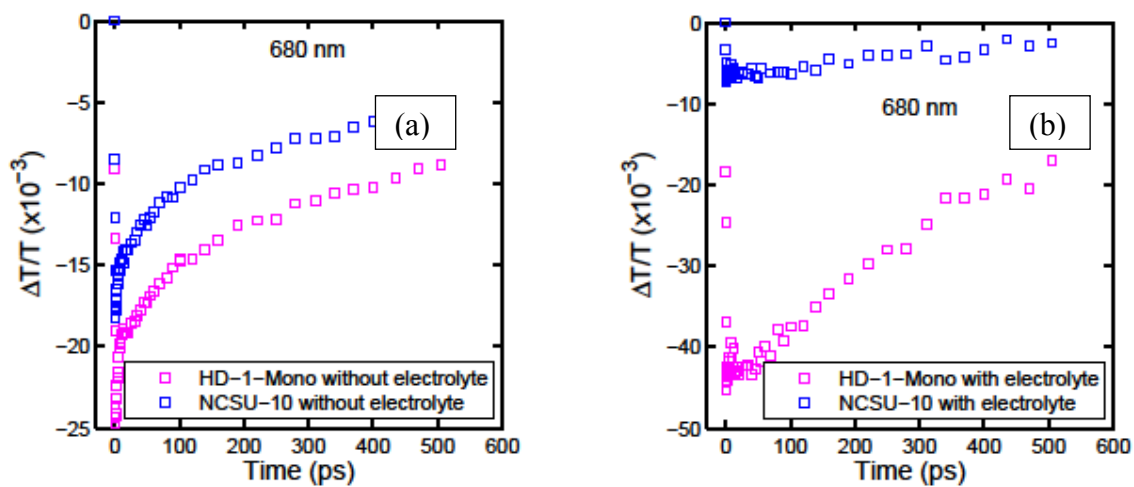 0
−5
−10
−15
−20
−25
ΔT/T (x10⁻³)
680 nm
(a)
HD−1−Mono without electrolyte
NCSU−10 without electrolyte
0 100 200 300 400 500 600
Time (ps)
0
−10
−20
−30
−40
−50
ΔT/T (x10⁻³)
680 nm
(b)
HD−1−Mono with electrolyte
NCSU−10 with electrolyte
0 100 200 300 400 500 600
Time (ps)